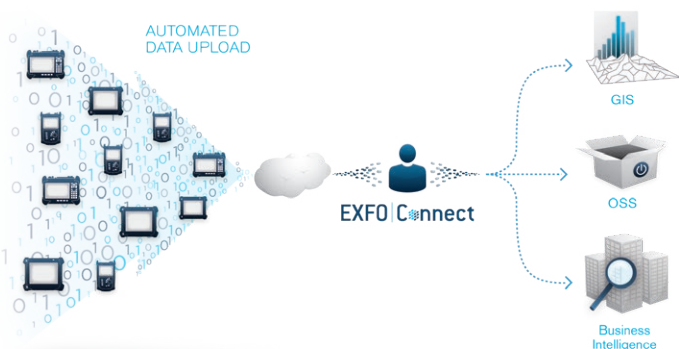 AUTOMATED
DATA UPLOAD
GIS
EXFO Connect
OSS
Business
Intelligence